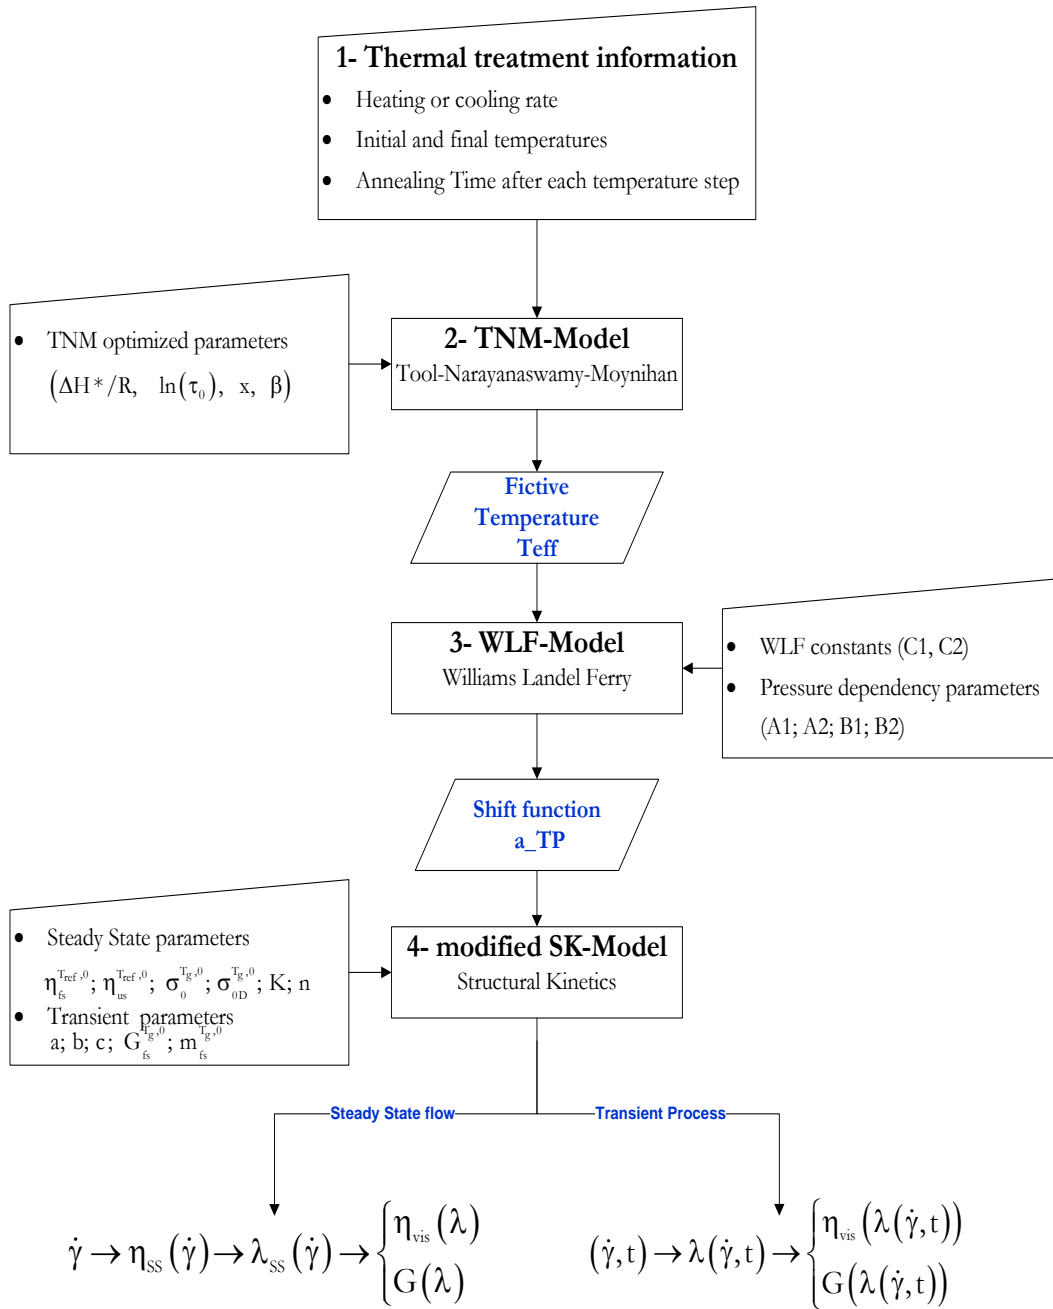 1- Thermal treatment information
• Heating or cooling rate
• Initial and final temperatures
• Annealing Time after each temperature step
• TNM optimized parameters
(ΔH*/R, ln(τ₀), x, β)
2- TNM-Model
Tool-Narayanaswamy-Moynihan
Fictive
Temperature
Teff
3- WLF-Model
Williams Landel Ferry
• WLF constants (C1, C2)
• Pressure dependency parameters
(A1; A2; B1; B2)
Shift function
a_TP
• Steady State parameters
η_fs^{Tref,0}; η_us^{Tref,0}; σ_0^{Tg,0}; σ_{0D}^{Tg,0}; K; n
• Transient parameters
a; b; c; G_fs^{Tg,0}; m_fs^{Tg,0}
4- modified SK-Model
Structural Kinetics
Steady State flow
Transient Process
γ̇ → η_SS(γ̇) → λ_SS(γ̇) → { η_vis(λ)
G(λ)
(γ̇,t) → λ(γ̇,t) → { η_vis(λ(γ̇,t))
G(λ(γ̇,t))